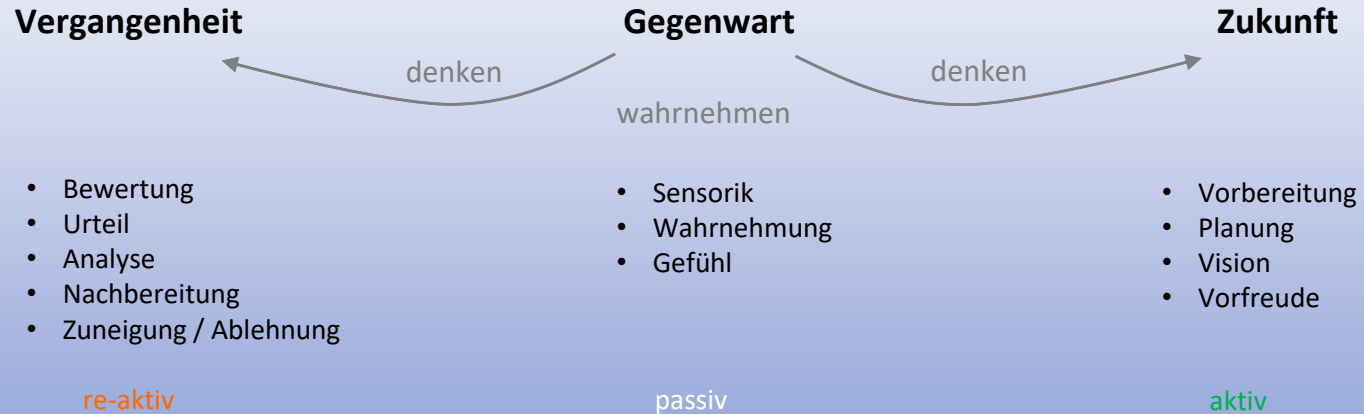 Vergangenheit
Gegenwart
Zukunft
denken
denken
wahrnehmen
• Bewertung
• Urteil
• Analyse
• Nachbereitung
• Zuneigung / Ablehnung
• Sensorik
• Wahrnehmung
• Gefühl
• Vorbereitung
• Planung
• Vision
• Vorfreude
re-aktiv
passiv
aktiv